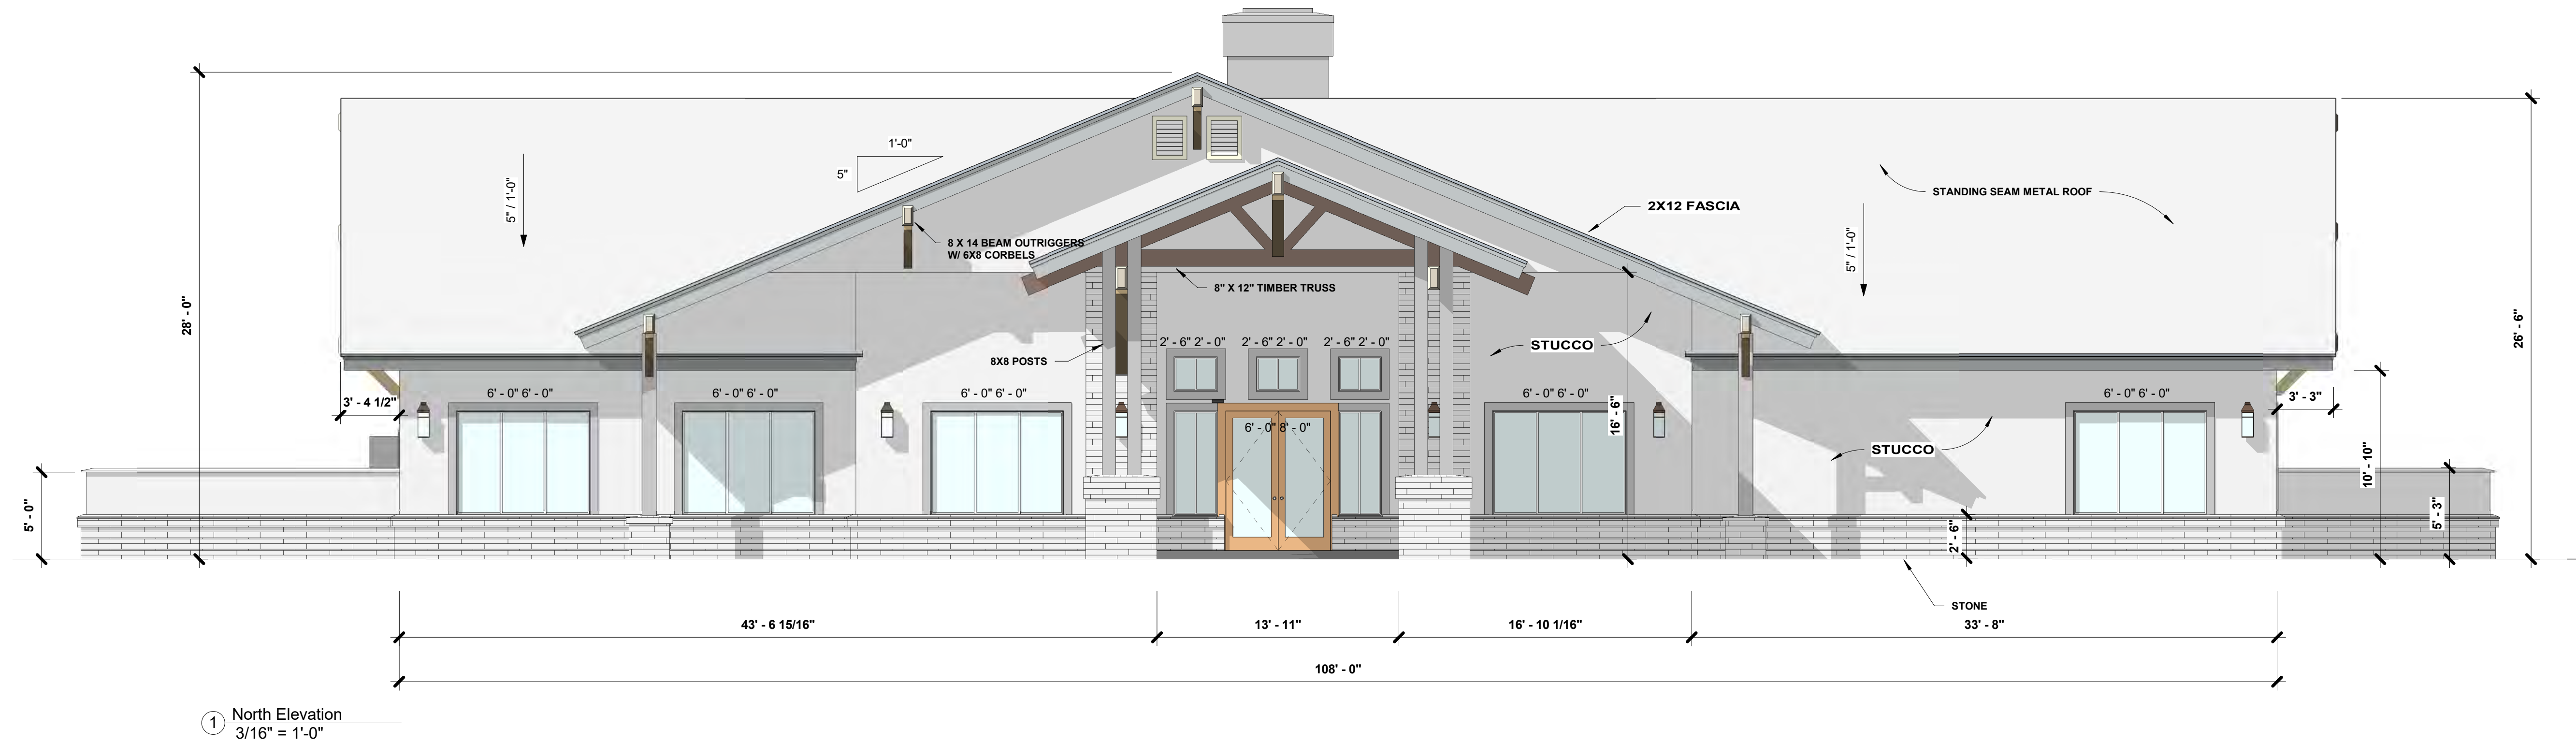 1'-0"
5"
5" / 1'-0"
STANDING SEAM METAL ROOF
2X12 FASCIA
8 X 14 BEAM OUTRIGGERS
W/ 6X8 CORBELS
5" / 1'-0"
28' - 0"
26' - 6"
8" X 12" TIMBER TRUSS
STUCCO
8X8 POSTS
2' - 6" 2' - 0"
2' - 6" 2' - 0"
2' - 6" 2' - 0"
3' - 4 1/2"
6' - 0" 6' - 0"
6' - 0" 6' - 0"
6' - 0" 6' - 0"
6' - 0" 8' - 0"
6' - 0" 6' - 0"
16' - 6"
6' - 0" 6' - 0"
3' - 3"
STUCCO
10' - 10"
5' - 0"
2' - 6"
5' - 3"
STONE
43' - 6 15/16"
13' - 11"
16' - 10 1/16"
33' - 8"
108' - 0"
1
North Elevation
3/16" = 1'-0"